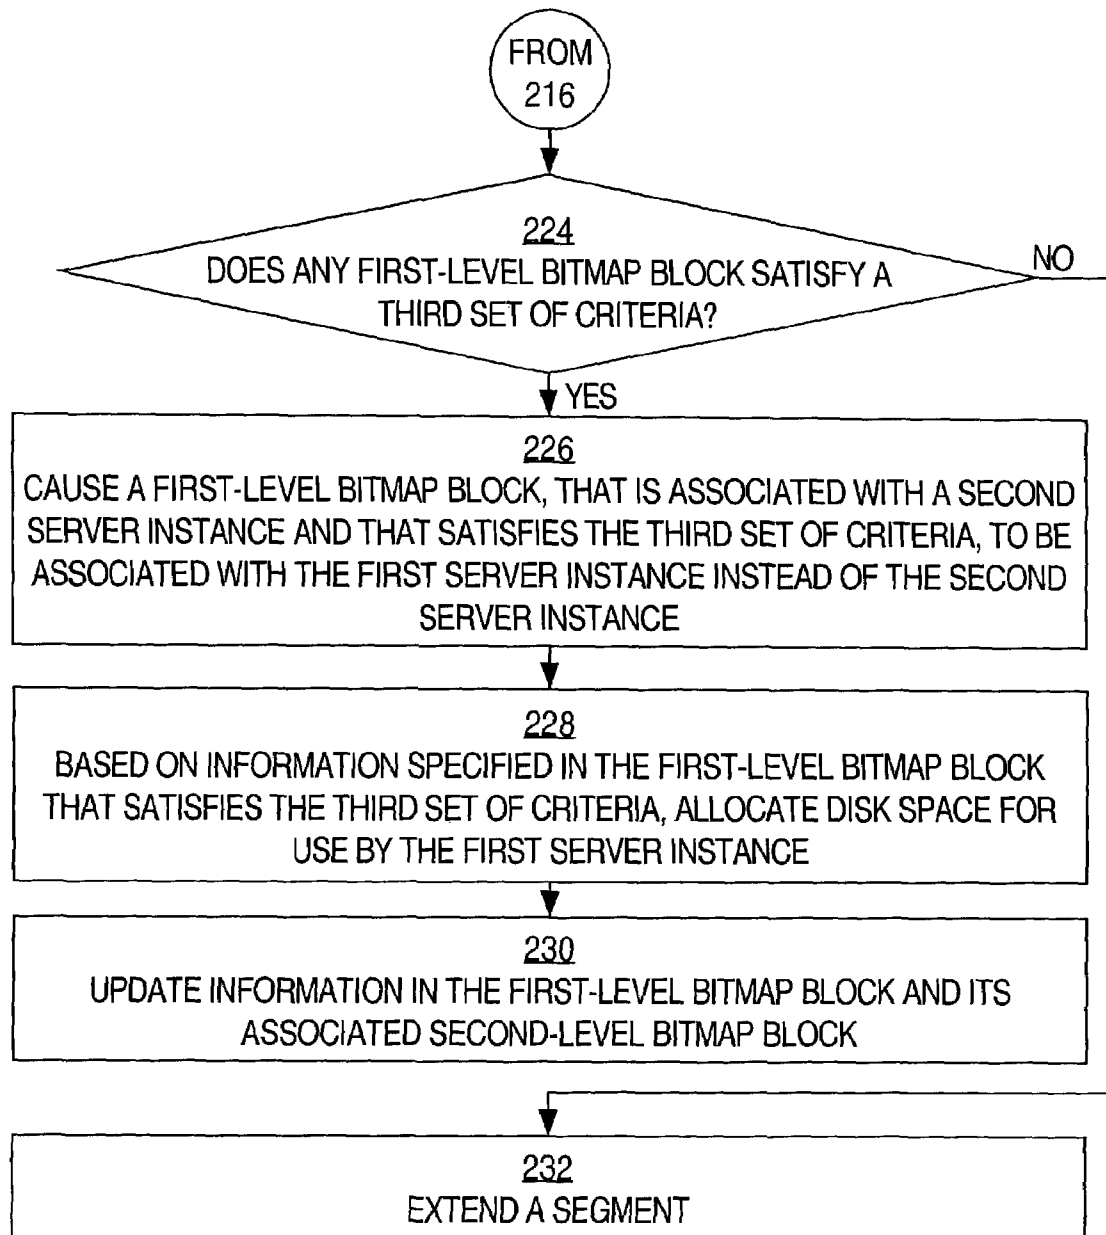 FROM
216
224
DOES ANY FIRST-LEVEL BITMAP BLOCK SATISFY A
THIRD SET OF CRITERIA?
NO
YES
226
CAUSE A FIRST-LEVEL BITMAP BLOCK, THAT IS ASSOCIATED WITH A SECOND
SERVER INSTANCE AND THAT SATISFIES THE THIRD SET OF CRITERIA, TO BE
ASSOCIATED WITH THE FIRST SERVER INSTANCE INSTEAD OF THE SECOND
SERVER INSTANCE
228
BASED ON INFORMATION SPECIFIED IN THE FIRST-LEVEL BITMAP BLOCK
THAT SATISFIES THE THIRD SET OF CRITERIA, ALLOCATE DISK SPACE FOR
USE BY THE FIRST SERVER INSTANCE
230
UPDATE INFORMATION IN THE FIRST-LEVEL BITMAP BLOCK AND ITS
ASSOCIATED SECOND-LEVEL BITMAP BLOCK
232
EXTEND A SEGMENT